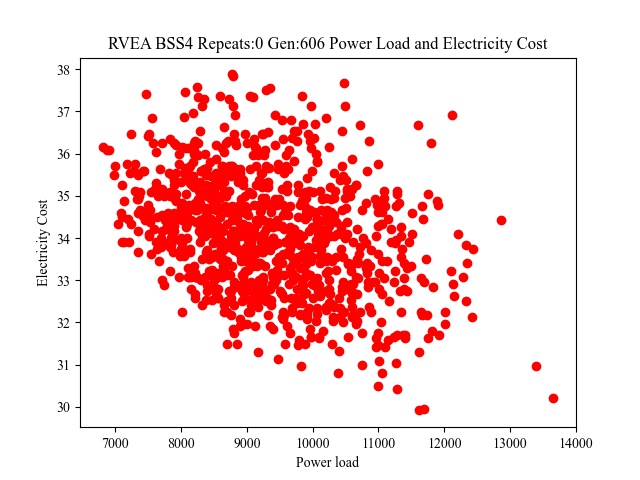 RVEA BSS4 Repeats:0 Gen:606 Power Load and Electricity Cost
38
37
36
35
34
33
32
31
30
Electricity Cost
7000 8000 9000 10000 11000 12000 13000 14000
Power load